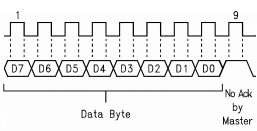 1 9
D7 D6 D5 D4 D3 D2 D1 D0
Data Byte
No Ack
by
Master